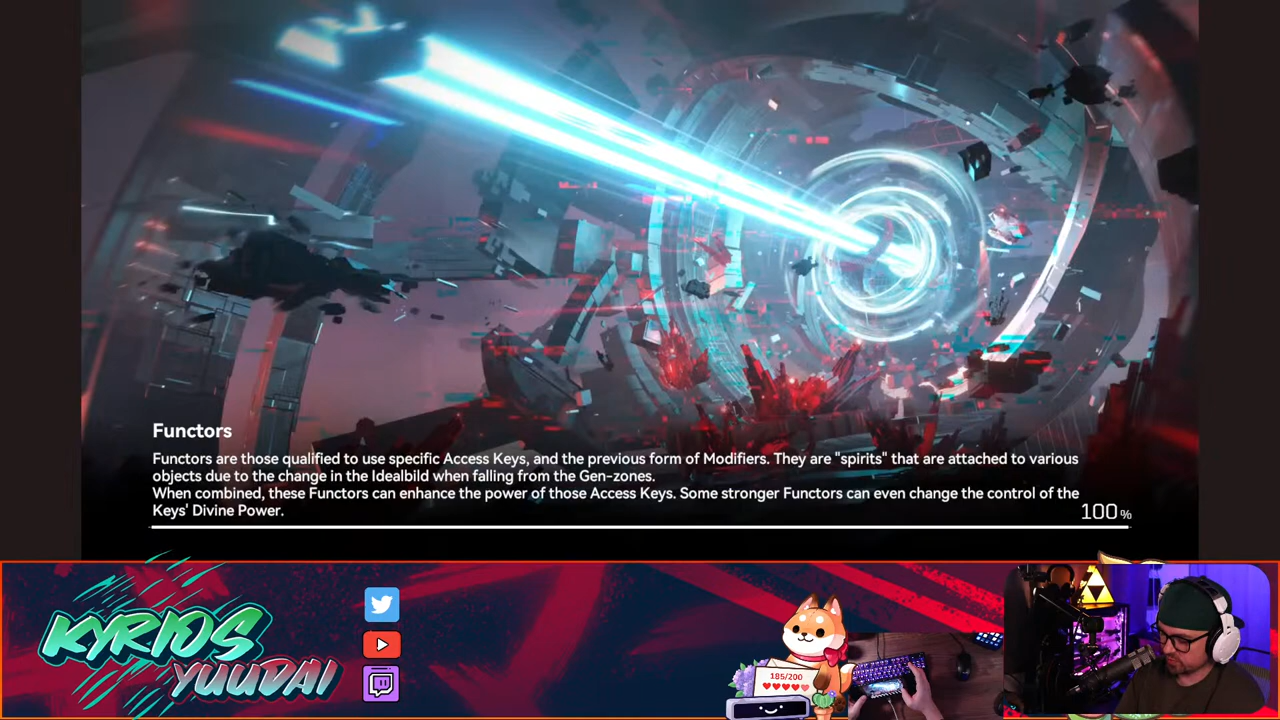 Functors
Functors are those qualified to use specific Access Keys, and the previous form of Modifiers. They are "spirits" that are attached to various
objects due to the change in the Idealbild when falling from the Gen-zones.
When combined, these Functors can enhance the power of those Access Keys. Some stronger Functors can even change the control of the
Keys' Divine Power.
100%
KYRIOS
YUUDAI
185/200